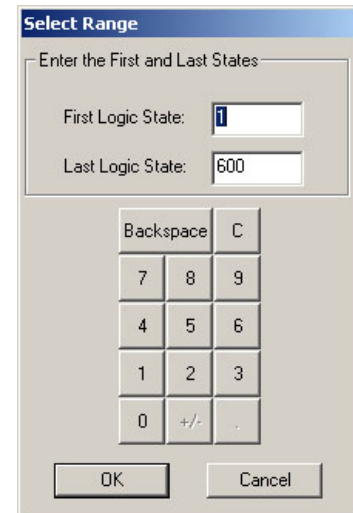 Select Range
Enter the First and Last States
First Logic State: 1
Last Logic State: 600
Backspace C
7 8 9
4 5 6
1 2 3
0 +/- .
OK Cancel